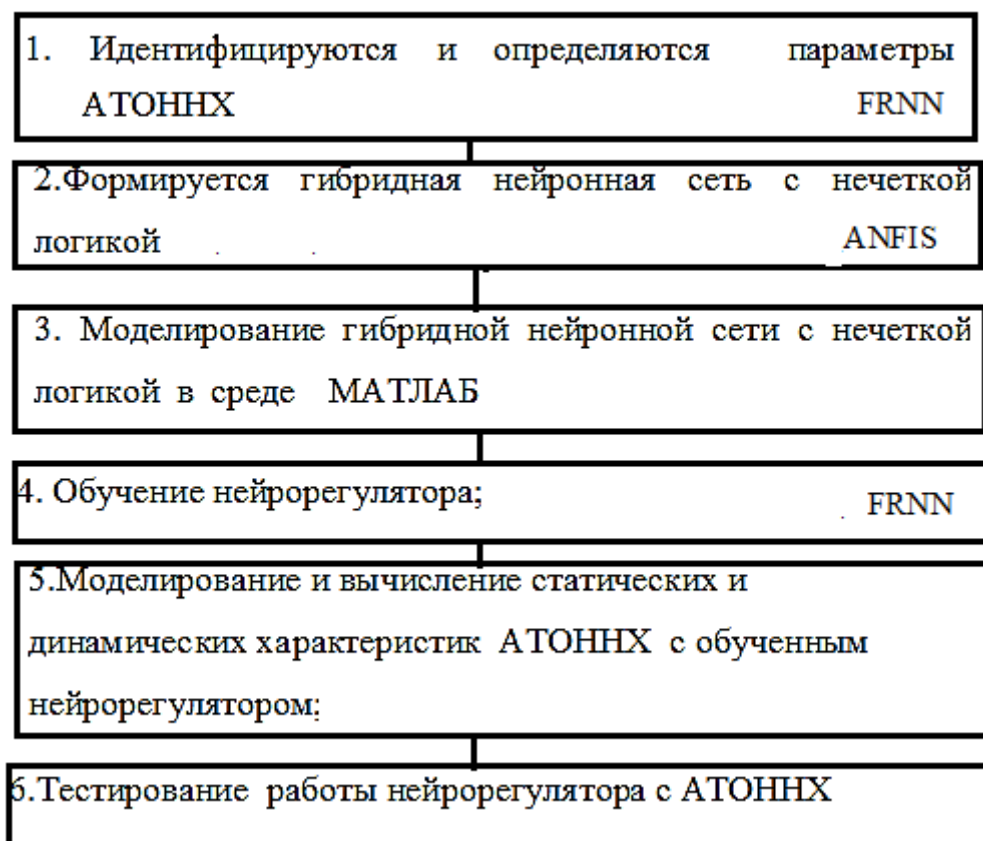 1. Идентифицируются и определяются параметры
АТОННХ FRNN
2.Формируется гибридная нейронная сеть с нечеткой
логикой ANFIS
3. Моделирование гибридной нейронной сети с нечеткой
логикой в среде МАТЛАБ
4. Обучение нейрорегулятора; FRNN
5.Моделирование и вычисление статических и
динамических характеристик АТОННХ с обученным
нейрорегулятором;
6.Тестирование работы нейрорегулятора с АТОННХ